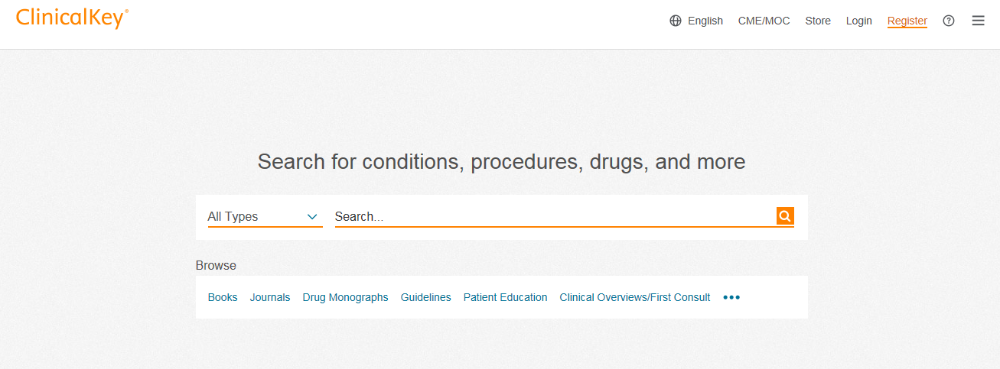 ClinicalKey®
English CME/MOC Store Login Register
Search for conditions, procedures, drugs, and more
All Types Search...
Browse
Books Journals Drug Monographs Guidelines Patient Education Clinical Overviews/First Consult •••